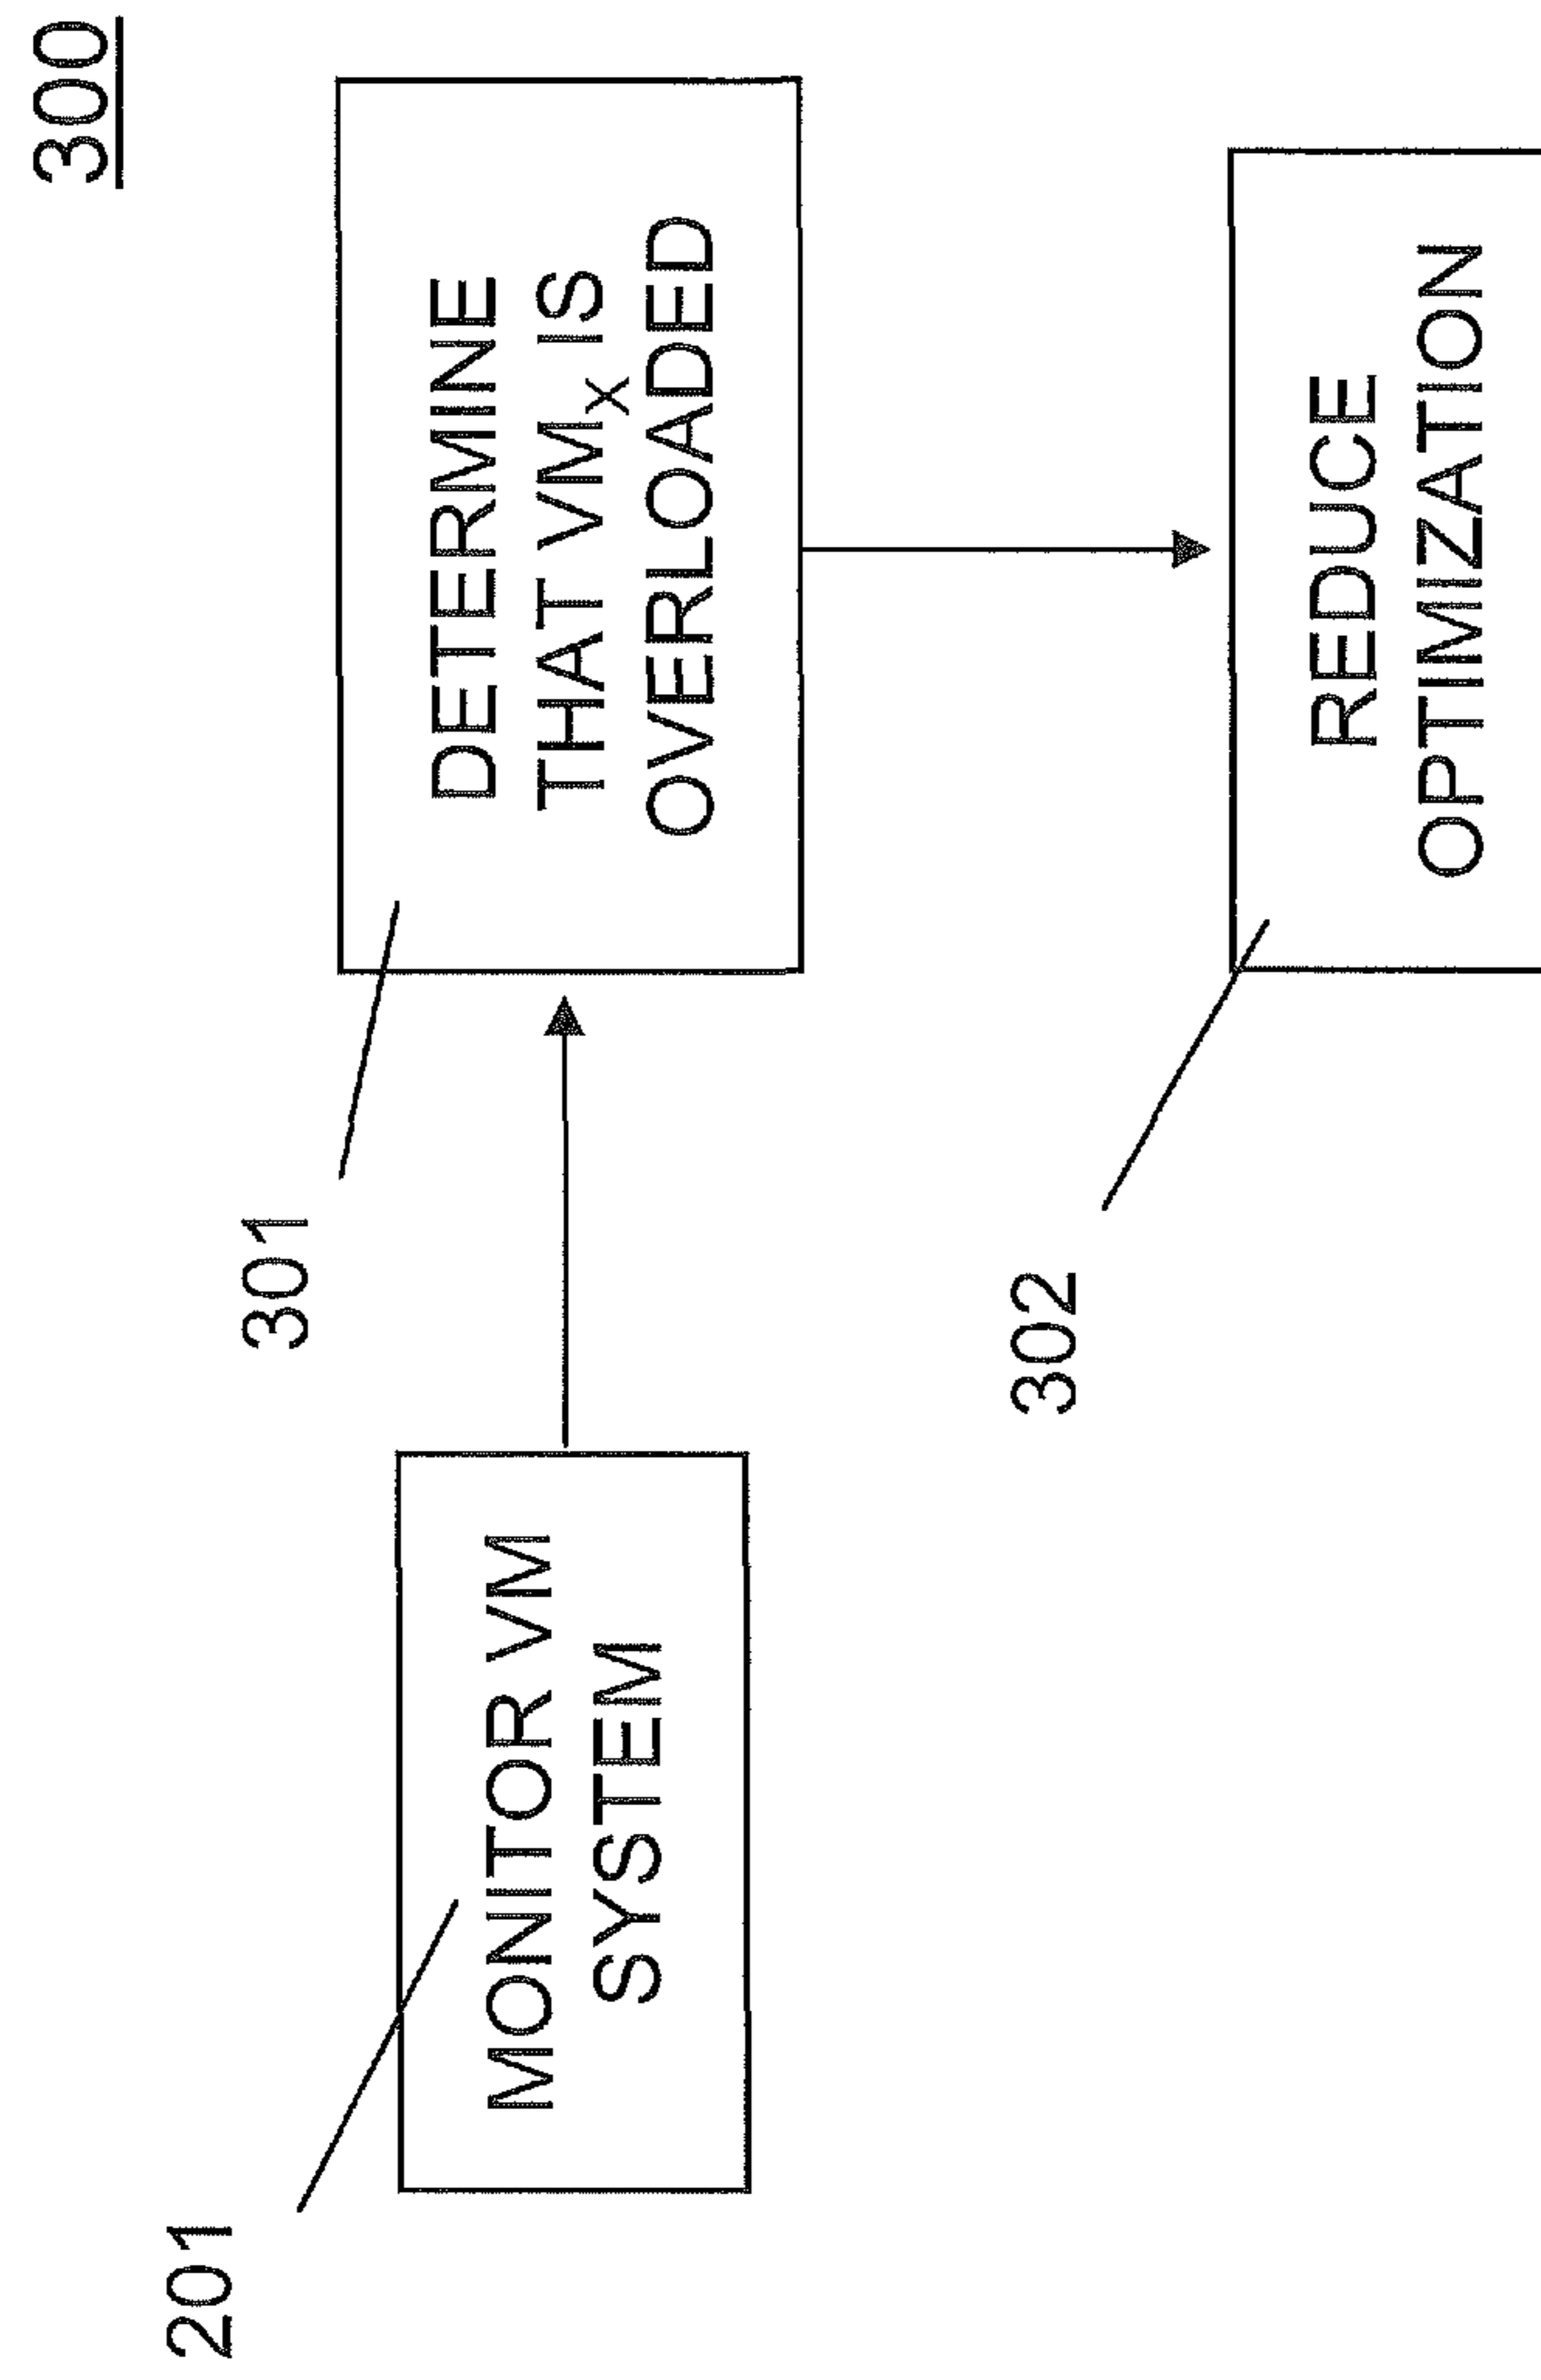 300
201
MONITOR VM
SYSTEM
301
DETERMINE
THAT VMX IS
OVERLOADED
302
REDUCE
OPTIMIZATION